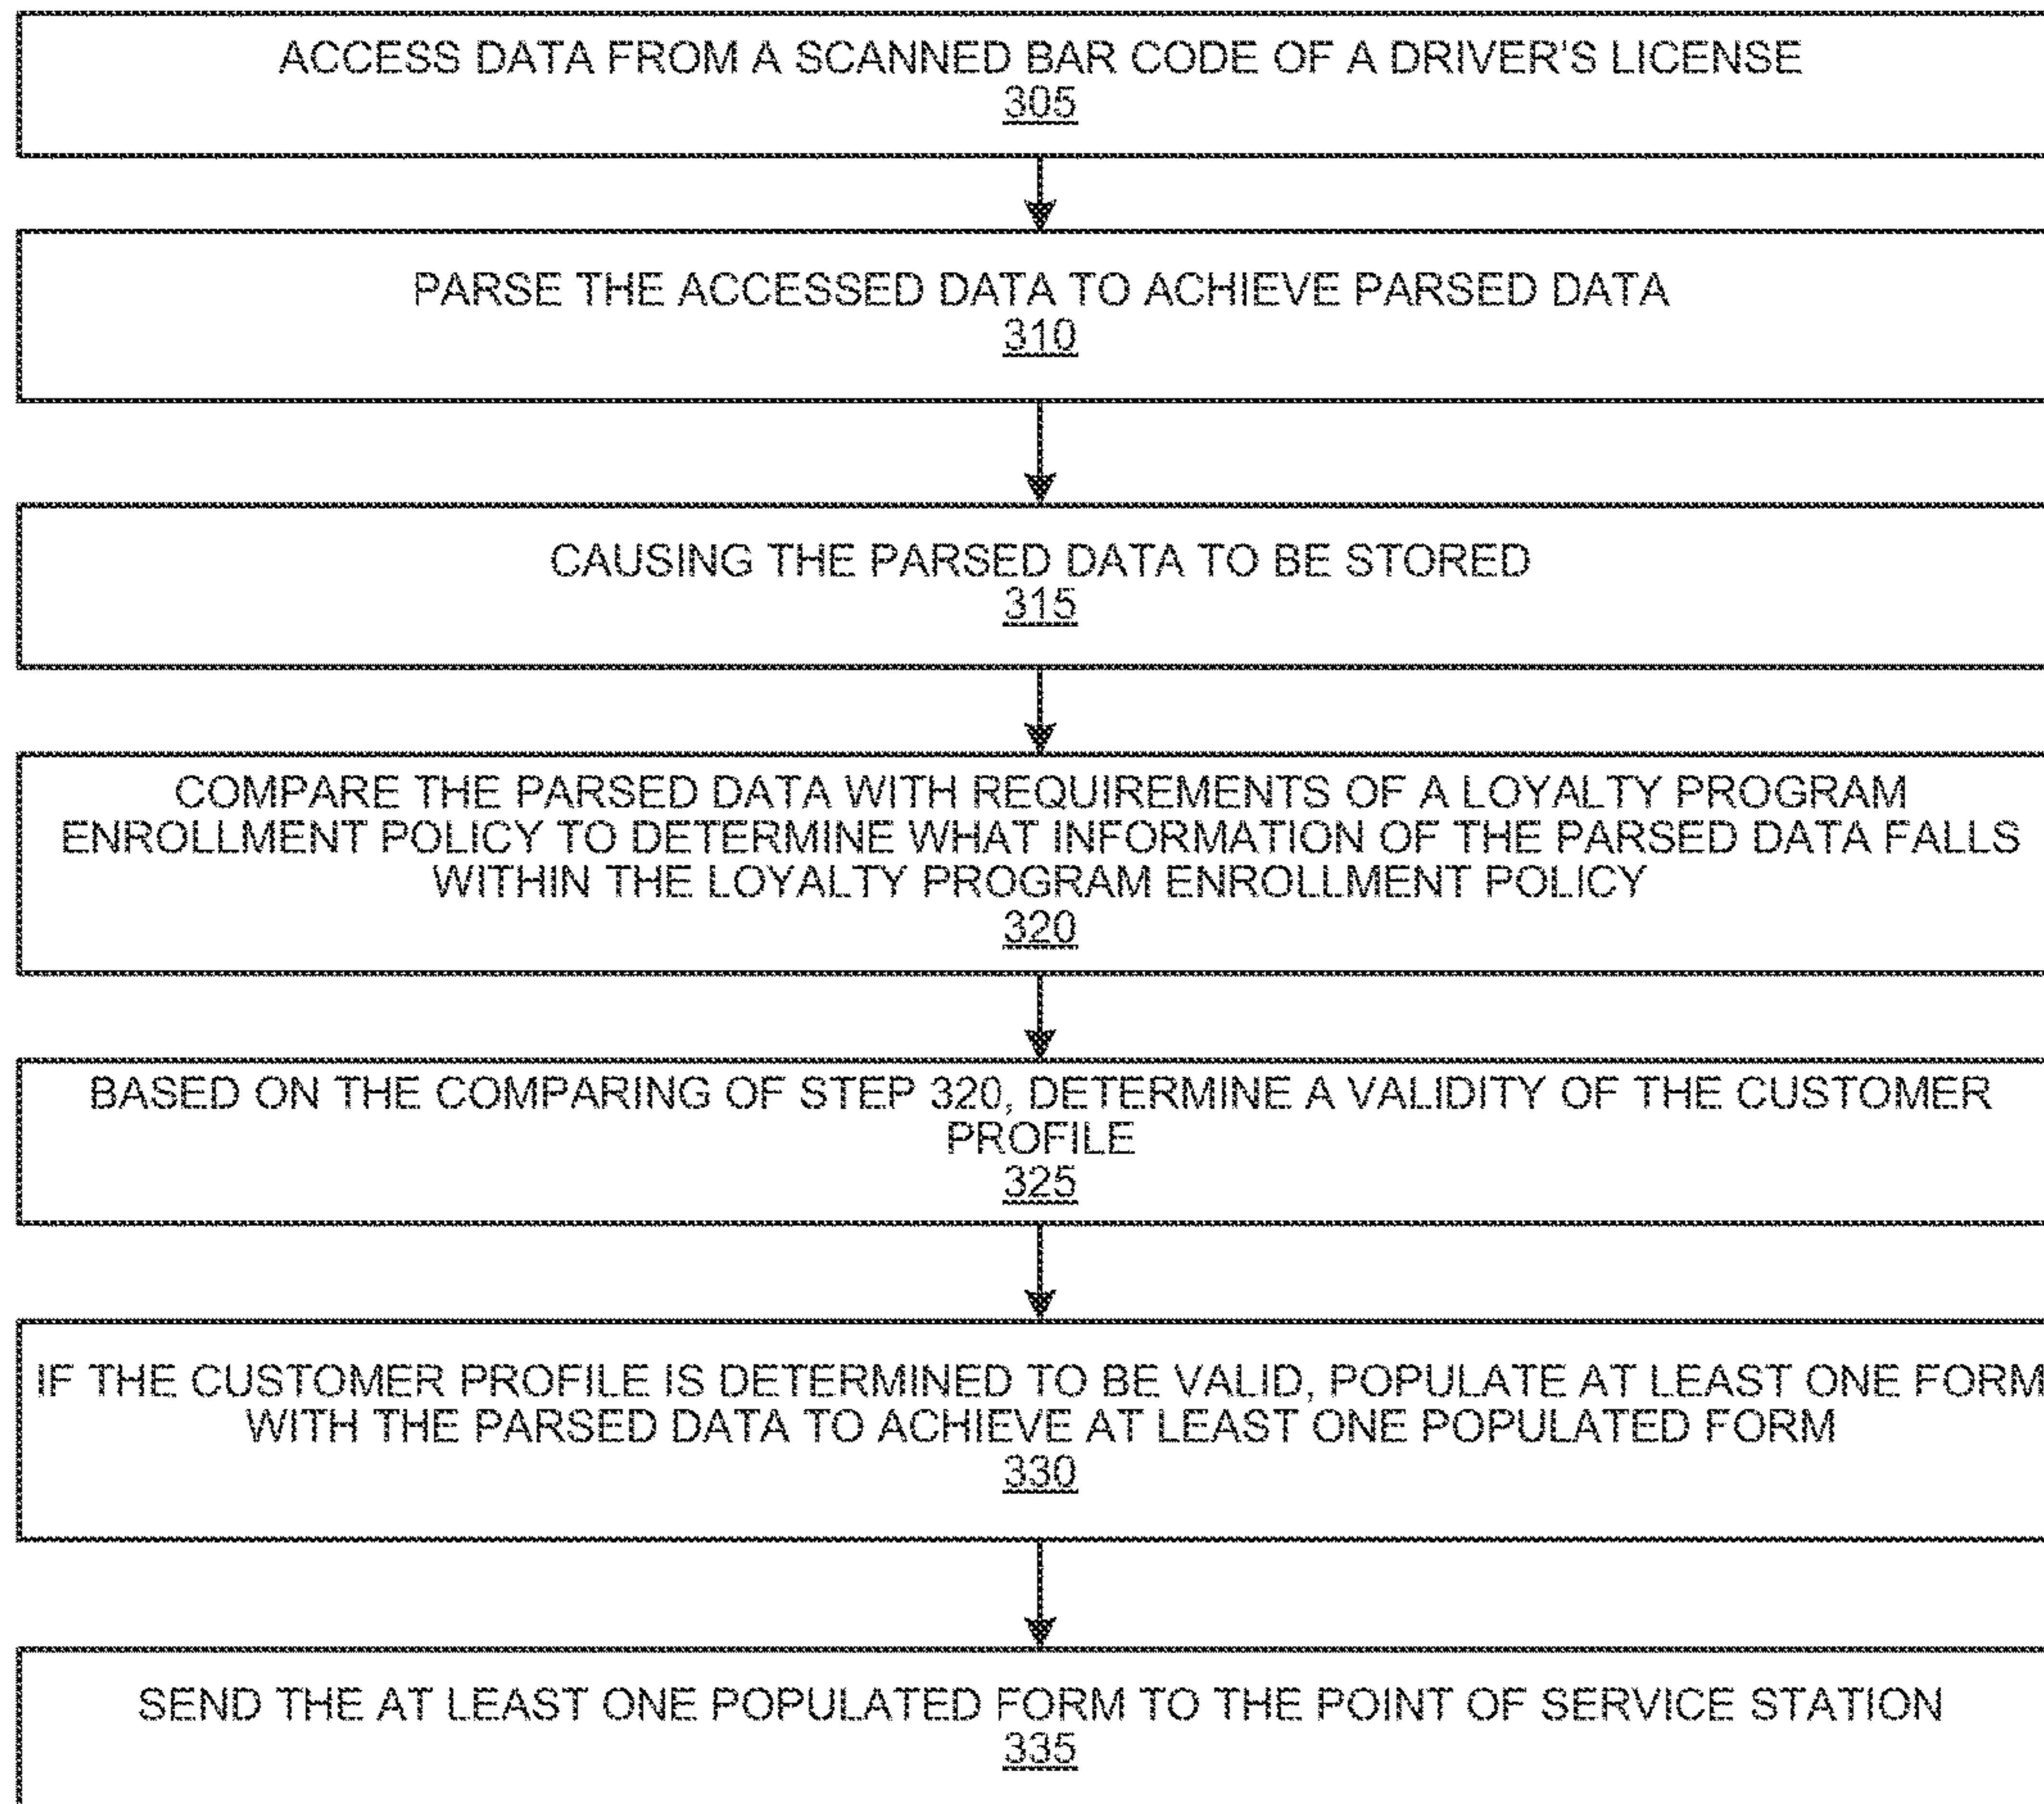 ACCESS DATA FROM A SCANNED BAR CODE OF A DRIVER'S LICENSE
305
PARSE THE ACCESSED DATA TO ACHIEVE PARSED DATA
310
CAUSING THE PARSED DATA TO BE STORED
315
COMPARE THE PARSED DATA WITH REQUIREMENTS OF A LOYALTY PROGRAM
ENROLLMENT POLICY TO DETERMINE WHAT INFORMATION OF THE PARSED DATA FALLS
WITHIN THE LOYALTY PROGRAM ENROLLMENT POLICY
320
BASED ON THE COMPARING OF STEP 320, DETERMINE A VALIDITY OF THE CUSTOMER
PROFILE
325
IF THE CUSTOMER PROFILE IS DETERMINED TO BE VALID, POPULATE AT LEAST ONE FORM
WITH THE PARSED DATA TO ACHIEVE AT LEAST ONE POPULATED FORM
330
SEND THE AT LEAST ONE POPULATED FORM TO THE POINT OF SERVICE STATION
335